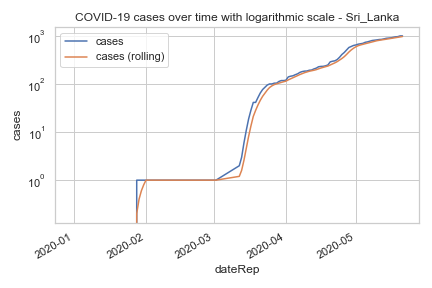 COVID-19 cases over time with logarithmic scale - Sri_Lanka
cases
cases (rolling)
10³
10²
10¹
10⁰
cases
2020-01
2020-02
2020-03
2020-04
2020-05
dateRep